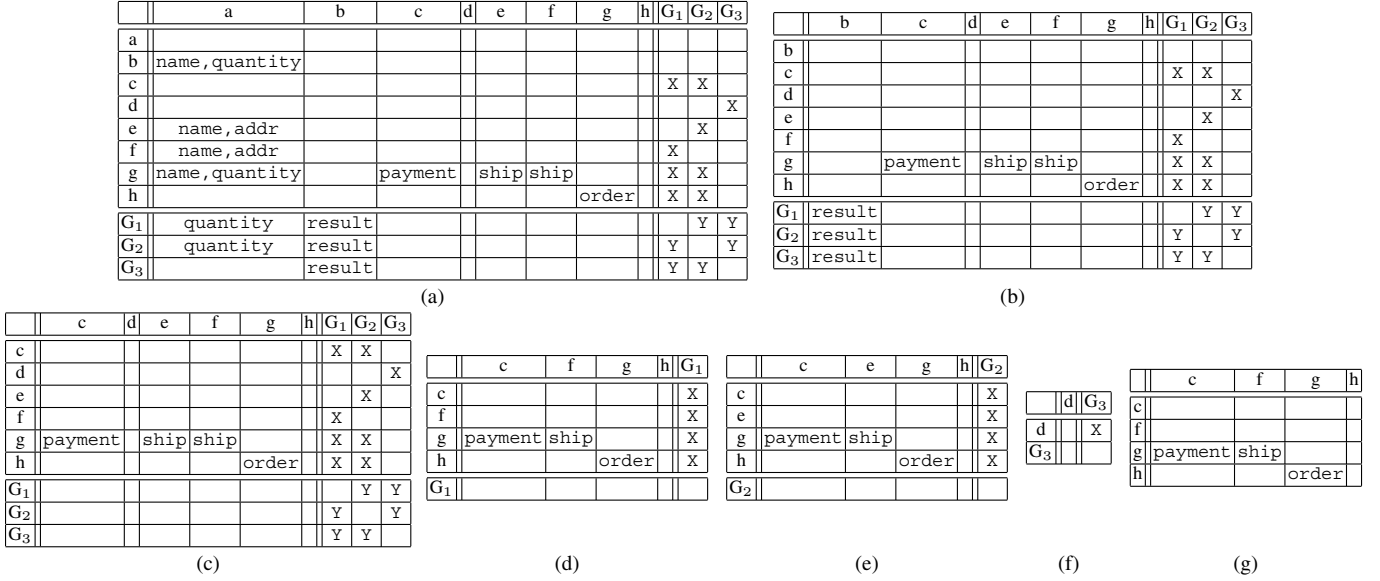 a b c d e f g h G₁ G₂ G₃
a
b name,quantity
c X X
d X
e name,addr X
f name,addr X
g name,quantity payment ship ship X X
h order X X
G₁ quantity result Y Y
G₂ quantity result Y Y
G₃ result Y Y
(a)
b c d e f g h G₁ G₂ G₃
b
c X X
d X
e X
f X
g payment ship ship X X
h order X X
G₁ result Y Y
G₂ result Y Y
G₃ result Y Y
(b)
c d e f g h G₁ G₂ G₃
c X X
d X
e X
f X
g payment ship ship X X
h order X X
G₁ Y Y
G₂ Y Y
G₃ Y Y
(c)
c f g h G₁
c X
f X
g payment ship X
h order X
G₁
(d)
c e g h G₂
c X
e X
g payment ship X
h order X
G₂
(e)
d G₃
d X
G₃
(f)
c f g h
c
f
g payment ship
h order
(g)